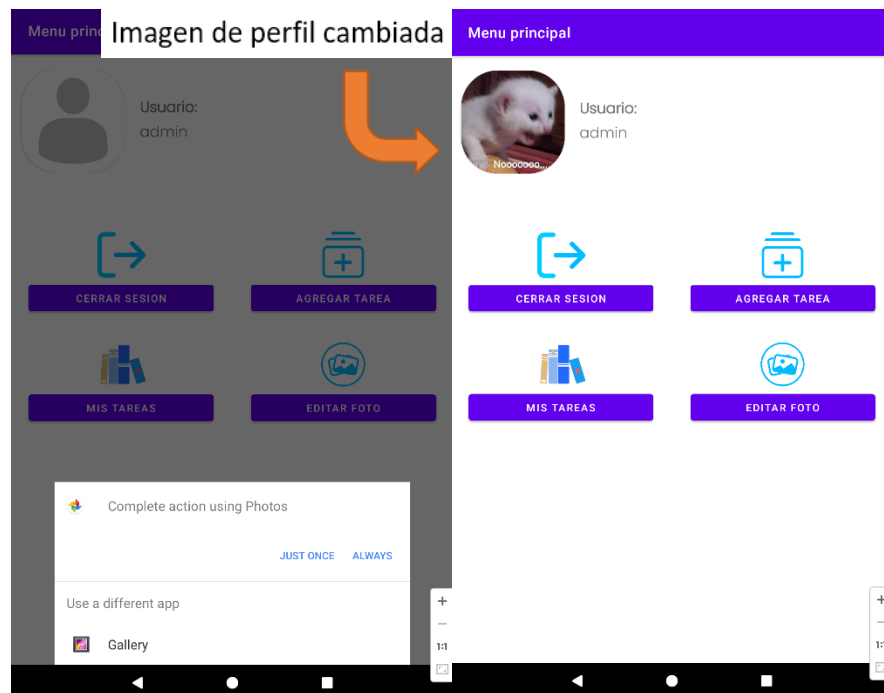 Menu prin
Imagen de perfil cambiada
Usuario:
admin
CERRAR SESION
AGREGAR TAREA
MIS TAREAS
EDITAR FOTO
Complete action using Photos
JUST ONCE
ALWAYS
Use a different app
Gallery
+
−
1:1
Menu principal
Nooooooo...
Usuario:
admin
CERRAR SESION
AGREGAR TAREA
MIS TAREAS
EDITAR FOTO
+
−
1: